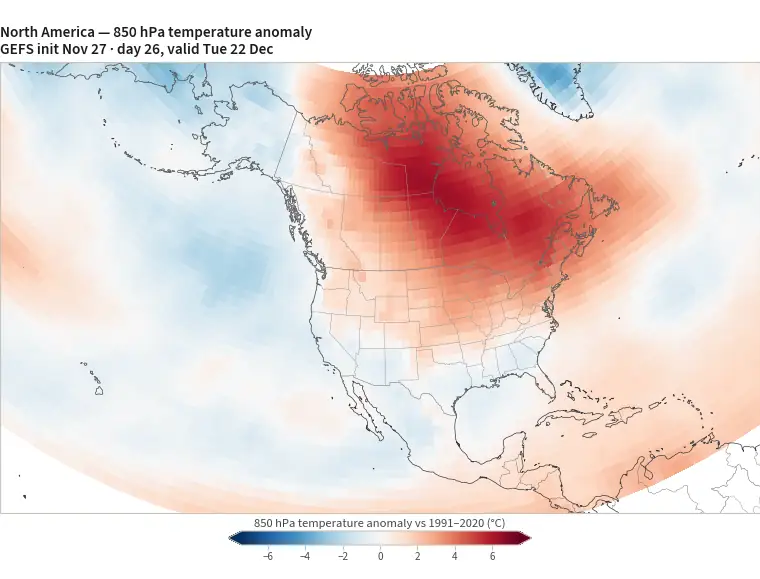 North America — 850 hPa temperature anomaly
GEFS init Nov 27 · day 26, valid Tue 22 Dec
850 hPa temperature anomaly vs 1991–2020 (°C)
−6 −4 −2 0 2 4 6